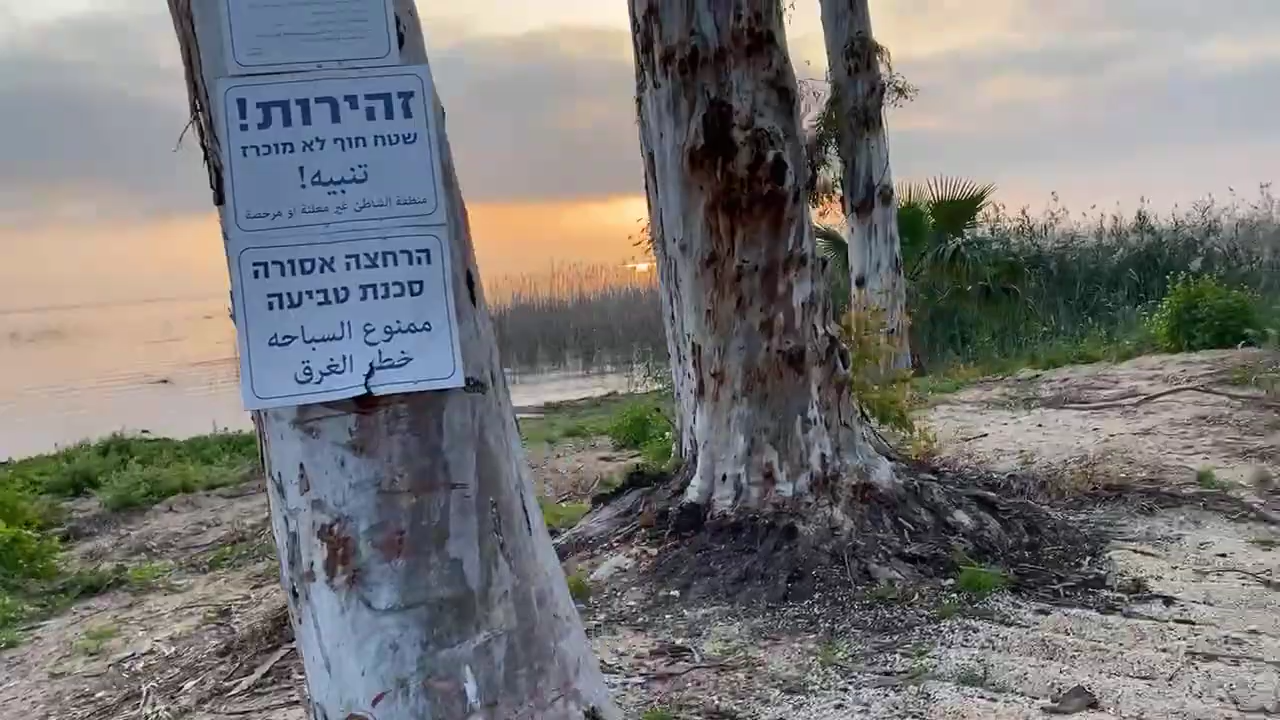 זהירות!
שטח חוף לא מוכרז
تنبيه!
منطقة الشاطئ غير معلنة او مرخصة
הרחצה אסורה
סכנת טביעה
ممنوع السباحه
خطر الغرق